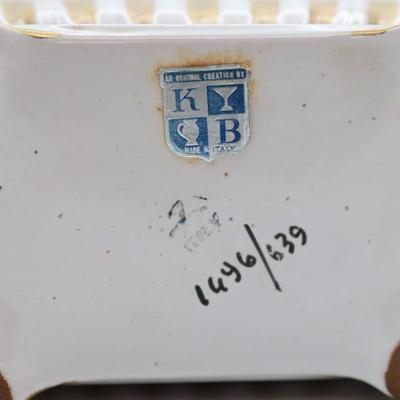 AN ORIGINAL CREATION BY
K
B
MADE IN ITALY
1496/639